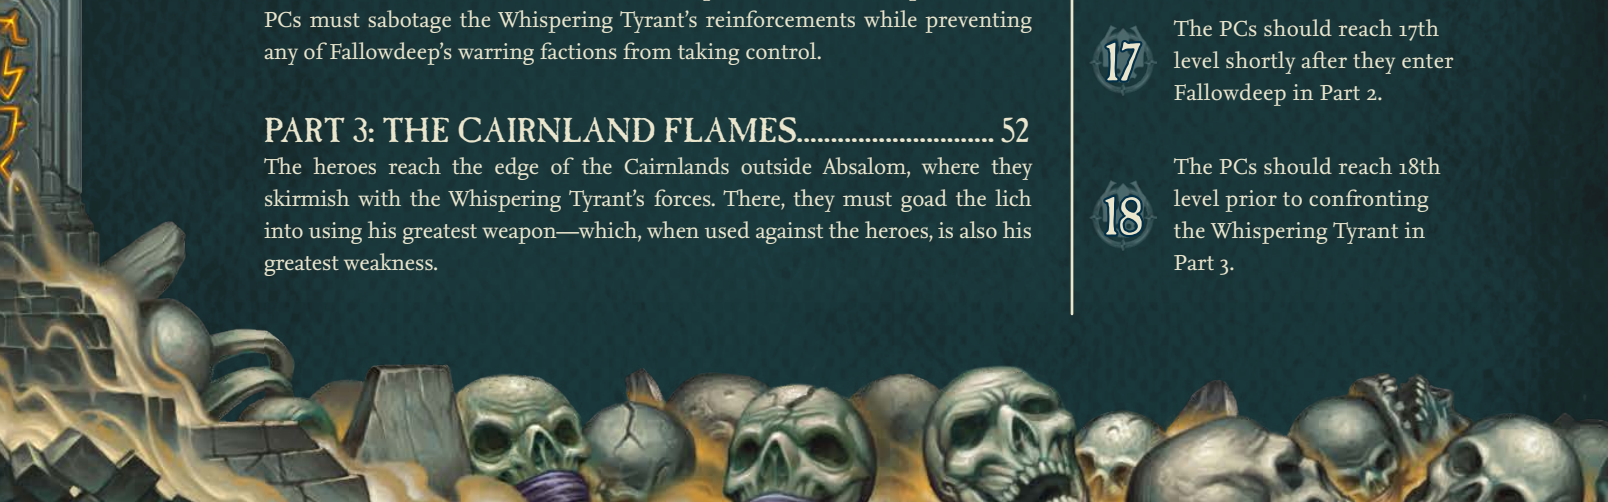 PCs must sabotage the Whispering Tyrant's reinforcements while preventing
any of Fallowdeep's warring factions from taking control.
PART 3: THE CAIRNLAND FLAMES............................. 52
The heroes reach the edge of the Cairnlands outside Absalom, where they
skirmish with the Whispering Tyrant's forces. There, they must goad the lich
into using his greatest weapon—which, when used against the heroes, is also his
greatest weakness.
17
The PCs should reach 17th
level shortly after they enter
Fallowdeep in Part 2.
18
The PCs should reach 18th
level prior to confronting
the Whispering Tyrant in
Part 3.